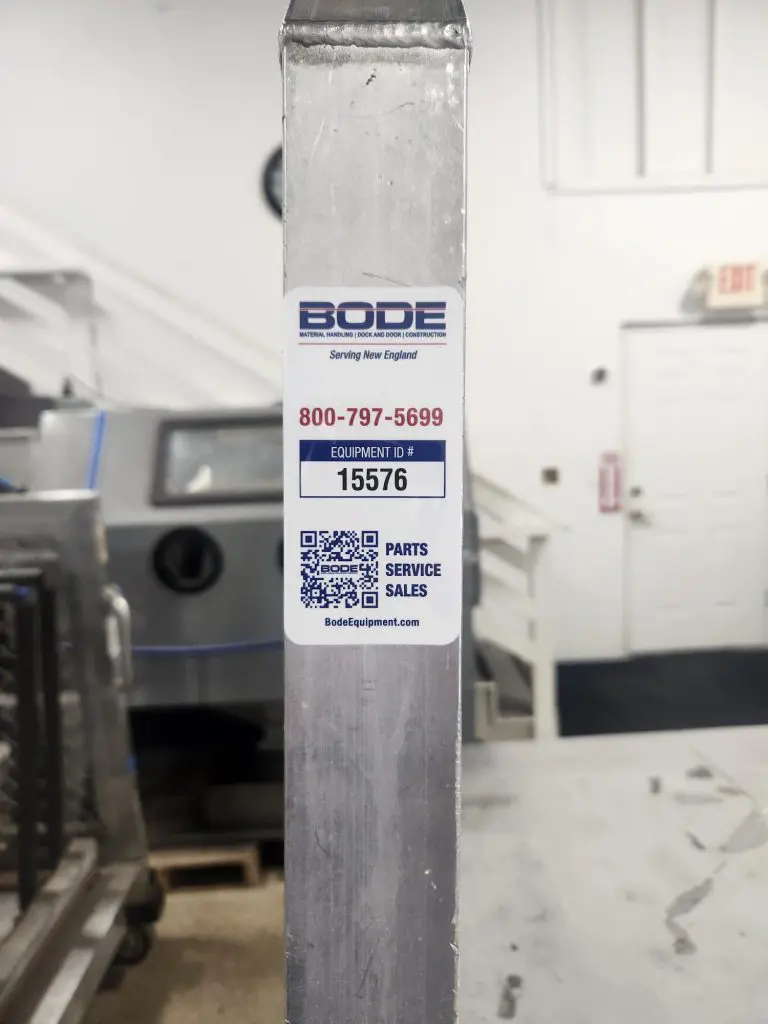 EXIT
BODE
MATERIAL HANDLING | DOCK AND DOOR | CONSTRUCTION
Serving New England
800-797-5699
EQUIPMENT ID #
15576
BODE
PARTS
SERVICE
SALES
BodeEquipment.com